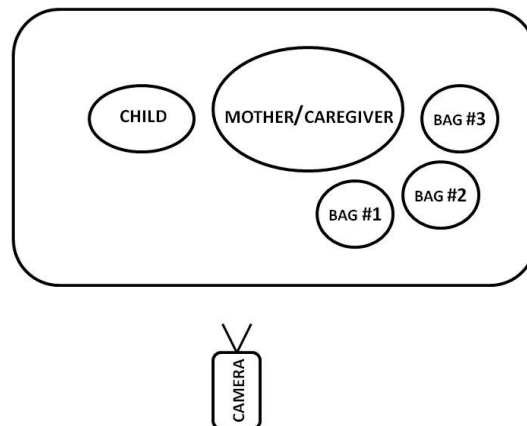 CHILD
MOTHER/CAREGIVER
BAG #3
BAG #2
BAG #1
CAMERA